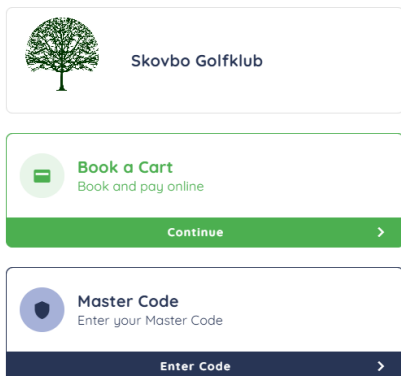 Skovbo Golfklub
Book a Cart
Book and pay online
Continue
Master Code
Enter your Master Code
Enter Code